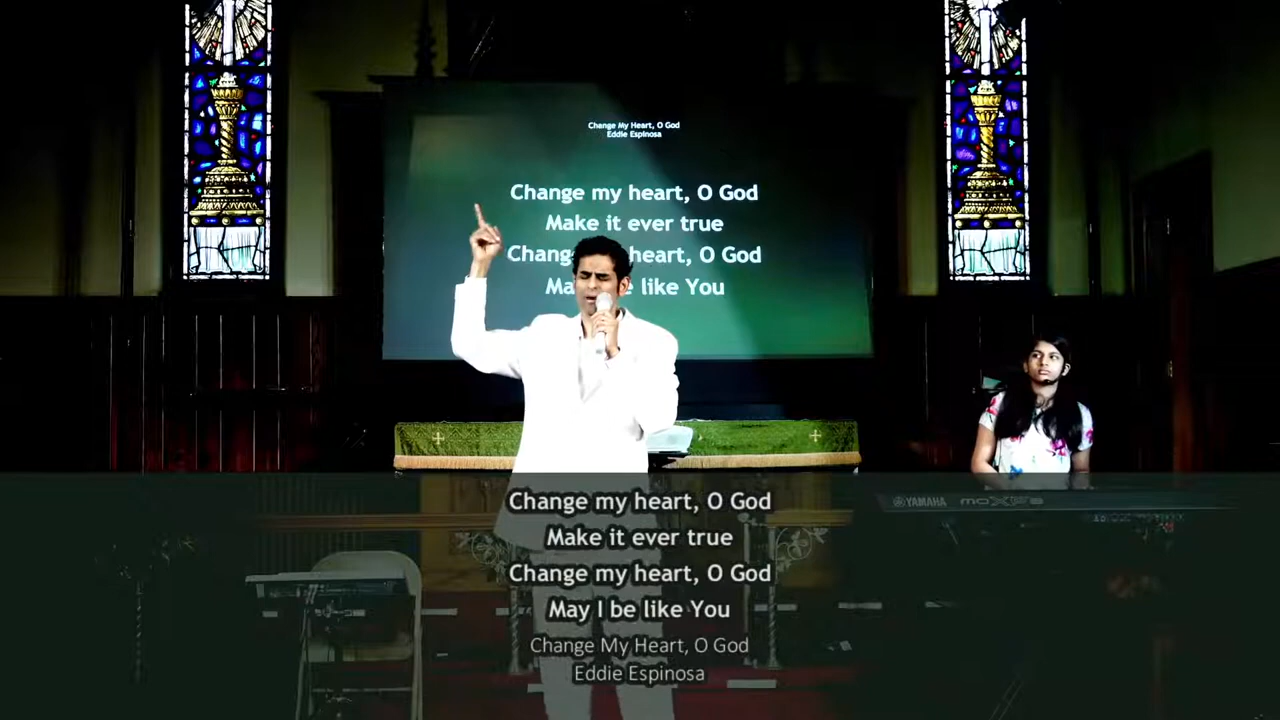 Change My Heart, O God
Eddie Espinosa
Change my heart, O God
Make it ever true
heart, O God
like You
YAMAHA MOXF8
Change my heart, O God
Make it ever true
Change my heart, O God
May I be like You
Change My Heart, O God
Eddie Espinosa